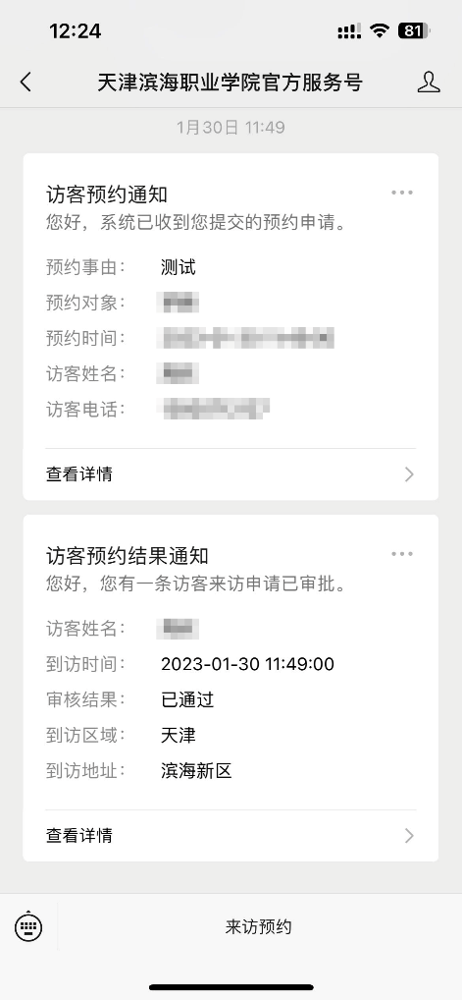 12:24
81
天津滨海职业学院官方服务号
1月30日 11:49
访客预约通知
您好，系统已收到您提交的预约申请。
预约事由： 测试
预约对象：
预约时间：
访客姓名：
访客电话：
查看详情
访客预约结果通知
您好，您有一条访客来访申请已审批。
访客姓名：
到访时间： 2023-01-30 11:49:00
审核结果： 已通过
到访区域： 天津
到访地址： 滨海新区
查看详情
来访预约